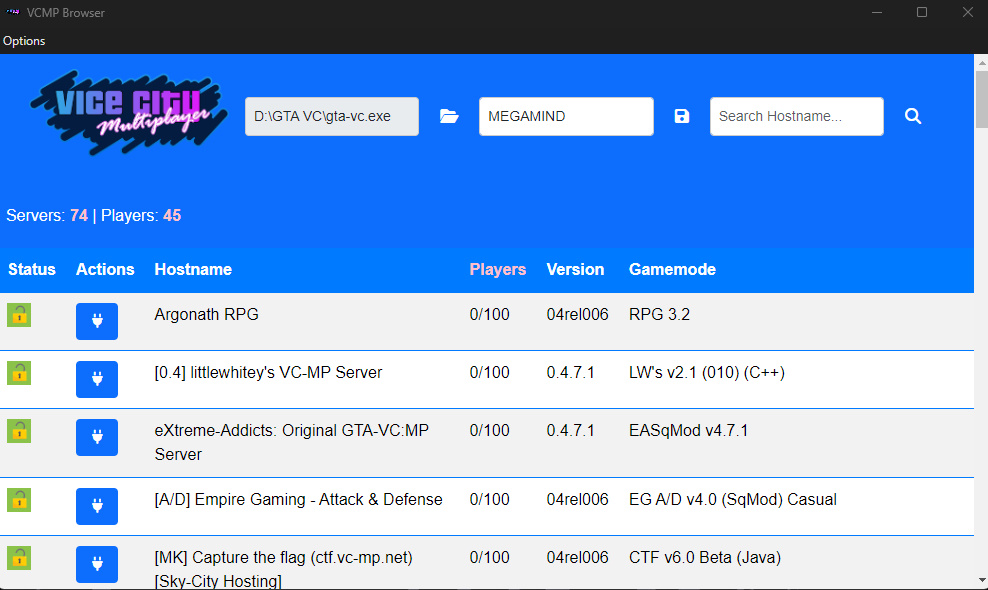 VCMP Browser
Options
VICE CITY
Multiplayer
D:\GTA VC\gta-vc.exe
MEGAMIND
Search Hostname...
Servers: 74 | Players: 45
Status Actions Hostname Players Version Gamemode
Argonath RPG 0/100 04rel006 RPG 3.2
[0.4] littlewhitey's VC-MP Server 0/100 0.4.7.1 LW's v2.1 (010) (C++)
eXtreme-Addicts: Original GTA-VC:MP 0/100 0.4.7.1 EASqMod v4.7.1
Server
[A/D] Empire Gaming - Attack & Defense 0/100 04rel006 EG A/D v4.0 (SqMod) Casual
[MK] Capture the flag (ctf.vc-mp.net) 0/100 04rel006 CTF v6.0 Beta (Java)
[Sky-City Hosting]